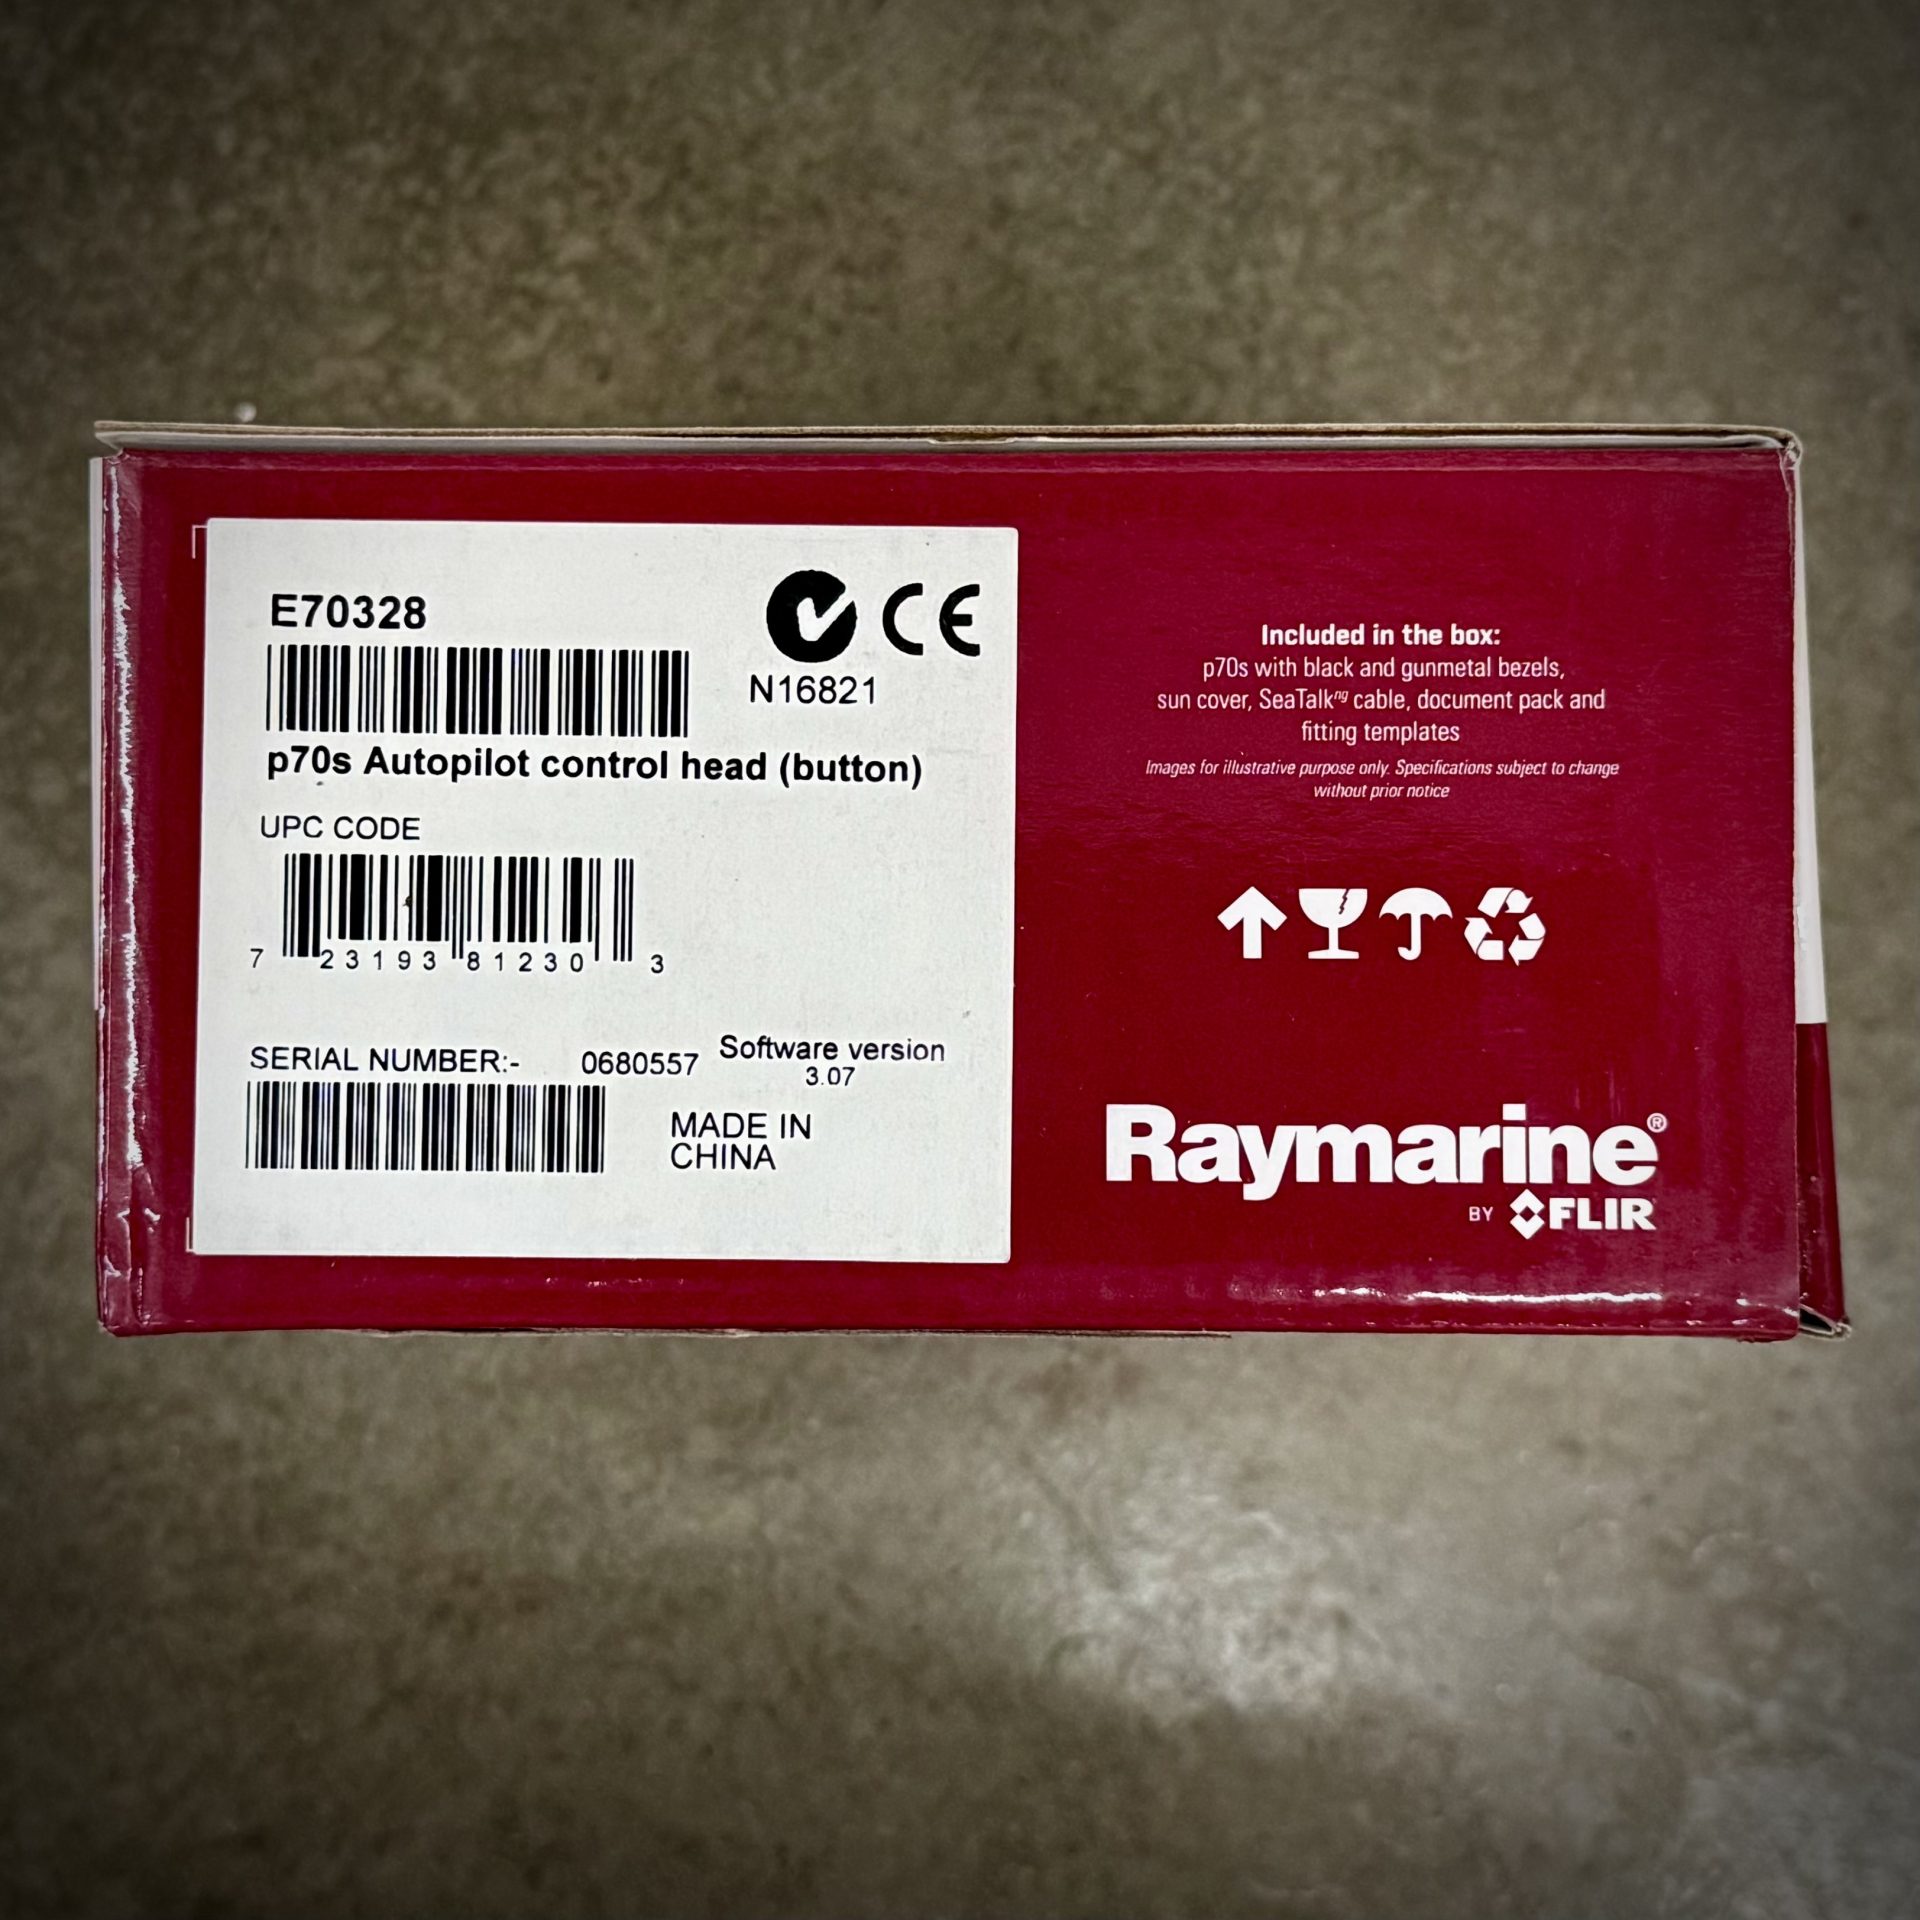 E70328
CE
N16821
p70s Autopilot control head (button)
UPC CODE
7 23193 81230 3
SERIAL NUMBER:- 0680557
Software version
3.07
MADE IN
CHINA
Included in the box:
p70s with black and gunmetal bezels,
sun cover, SeaTalkng cable, document pack and
fitting templates
Images for illustrative purpose only. Specifications subject to change
without prior notice
Raymarine®
BY FLIR